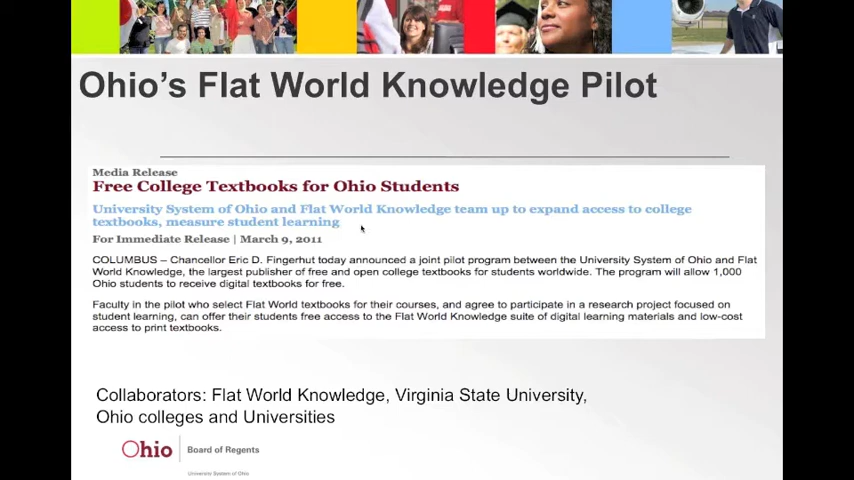 Ohio’s Flat World Knowledge Pilot
Media Release
Free College Textbooks for Ohio Students
University System of Ohio and Flat World Knowledge team up to expand access to college
textbooks, measure student learning
For Immediate Release | March 9, 2011
COLUMBUS – Chancellor Eric D. Fingerhut today announced a joint pilot program between the University System of Ohio and Flat
World Knowledge, the largest publisher of free and open college textbooks for students worldwide. The program will allow 1,000
Ohio students to receive digital textbooks for free.
Faculty in the pilot who select Flat World textbooks for their courses, and agree to participate in a research project focused on
student learning, can offer their students free access to the Flat World Knowledge suite of digital learning materials and low-cost
access to print textbooks.
Collaborators: Flat World Knowledge, Virginia State University,
Ohio colleges and Universities
Ohio Board of Regents
University System of Ohio